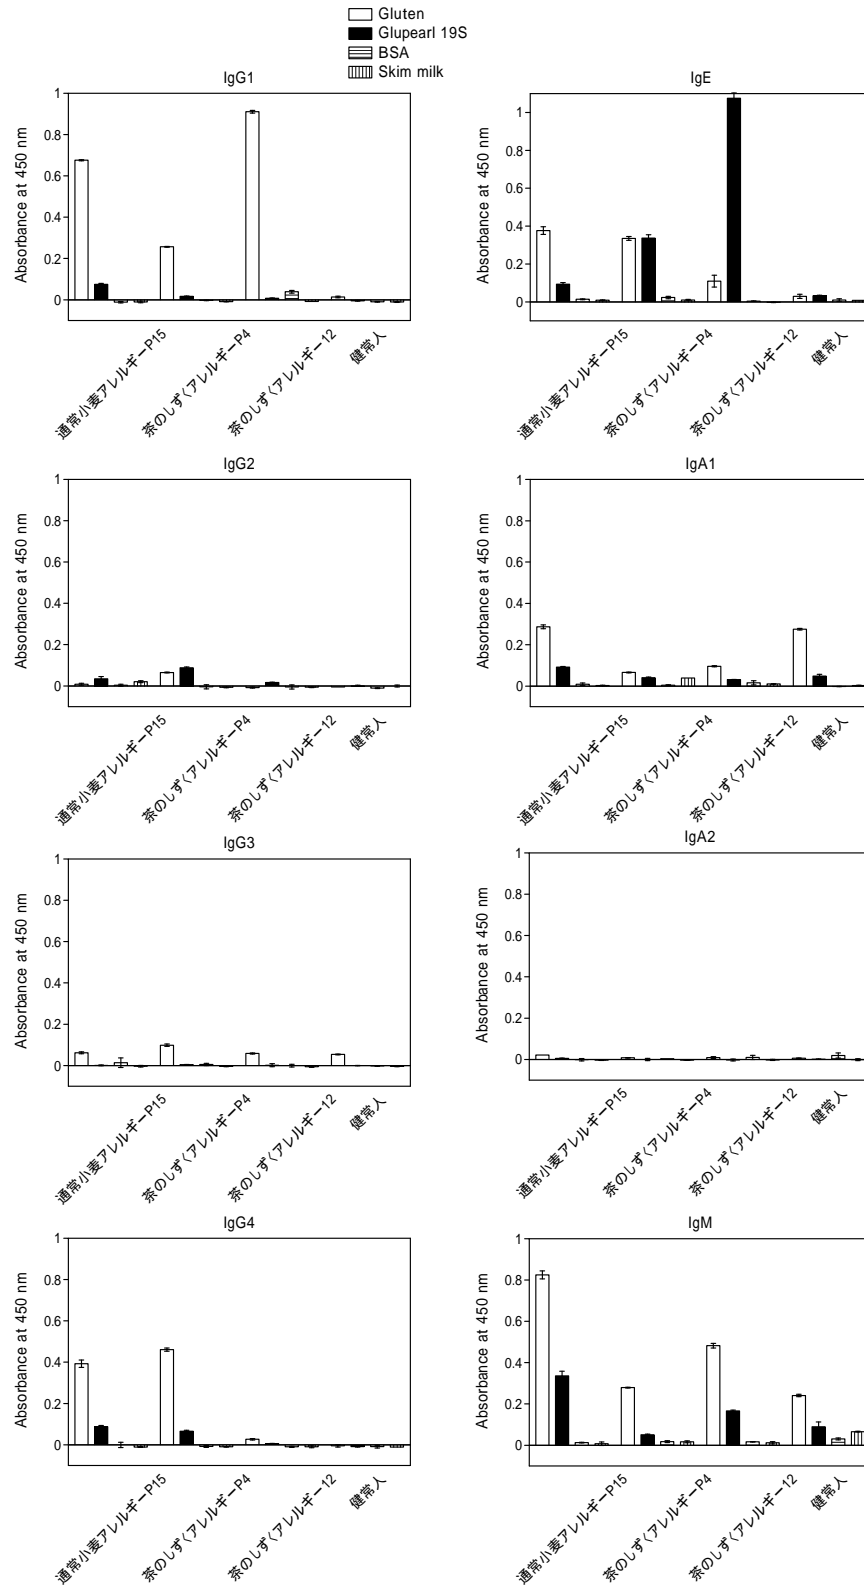 Gluten
Glupearl 19S
BSA
Skim milk
IgG1
Absorbance at 450 nm
1
0.8
0.6
0.4
0.2
0
通常小麦アレルギーP15
茶のしずくアレルギーP4
茶のしずくアレルギー12
健常人
IgE
Absorbance at 450 nm
1
0.8
0.6
0.4
0.2
0
通常小麦アレルギーP15
茶のしずくアレルギーP4
茶のしずくアレルギー12
健常人
IgG2
Absorbance at 450 nm
1
0.8
0.6
0.4
0.2
0
通常小麦アレルギーP15
茶のしずくアレルギーP4
茶のしずくアレルギー12
健常人
IgA1
Absorbance at 450 nm
1
0.8
0.6
0.4
0.2
0
通常小麦アレルギーP15
茶のしずくアレルギーP4
茶のしずくアレルギー12
健常人
IgG3
Absorbance at 450 nm
1
0.8
0.6
0.4
0.2
0
通常小麦アレルギーP15
茶のしずくアレルギーP4
茶のしずくアレルギー12
健常人
IgA2
Absorbance at 450 nm
1
0.8
0.6
0.4
0.2
0
通常小麦アレルギーP15
茶のしずくアレルギーP4
茶のしずくアレルギー12
健常人
IgG4
Absorbance at 450 nm
1
0.8
0.6
0.4
0.2
0
通常小麦アレルギーP15
茶のしずくアレルギーP4
茶のしずくアレルギー12
健常人
IgM
Absorbance at 450 nm
1
0.8
0.6
0.4
0.2
0
通常小麦アレルギーP15
茶のしずくアレルギーP4
茶のしずくアレルギー12
健常人